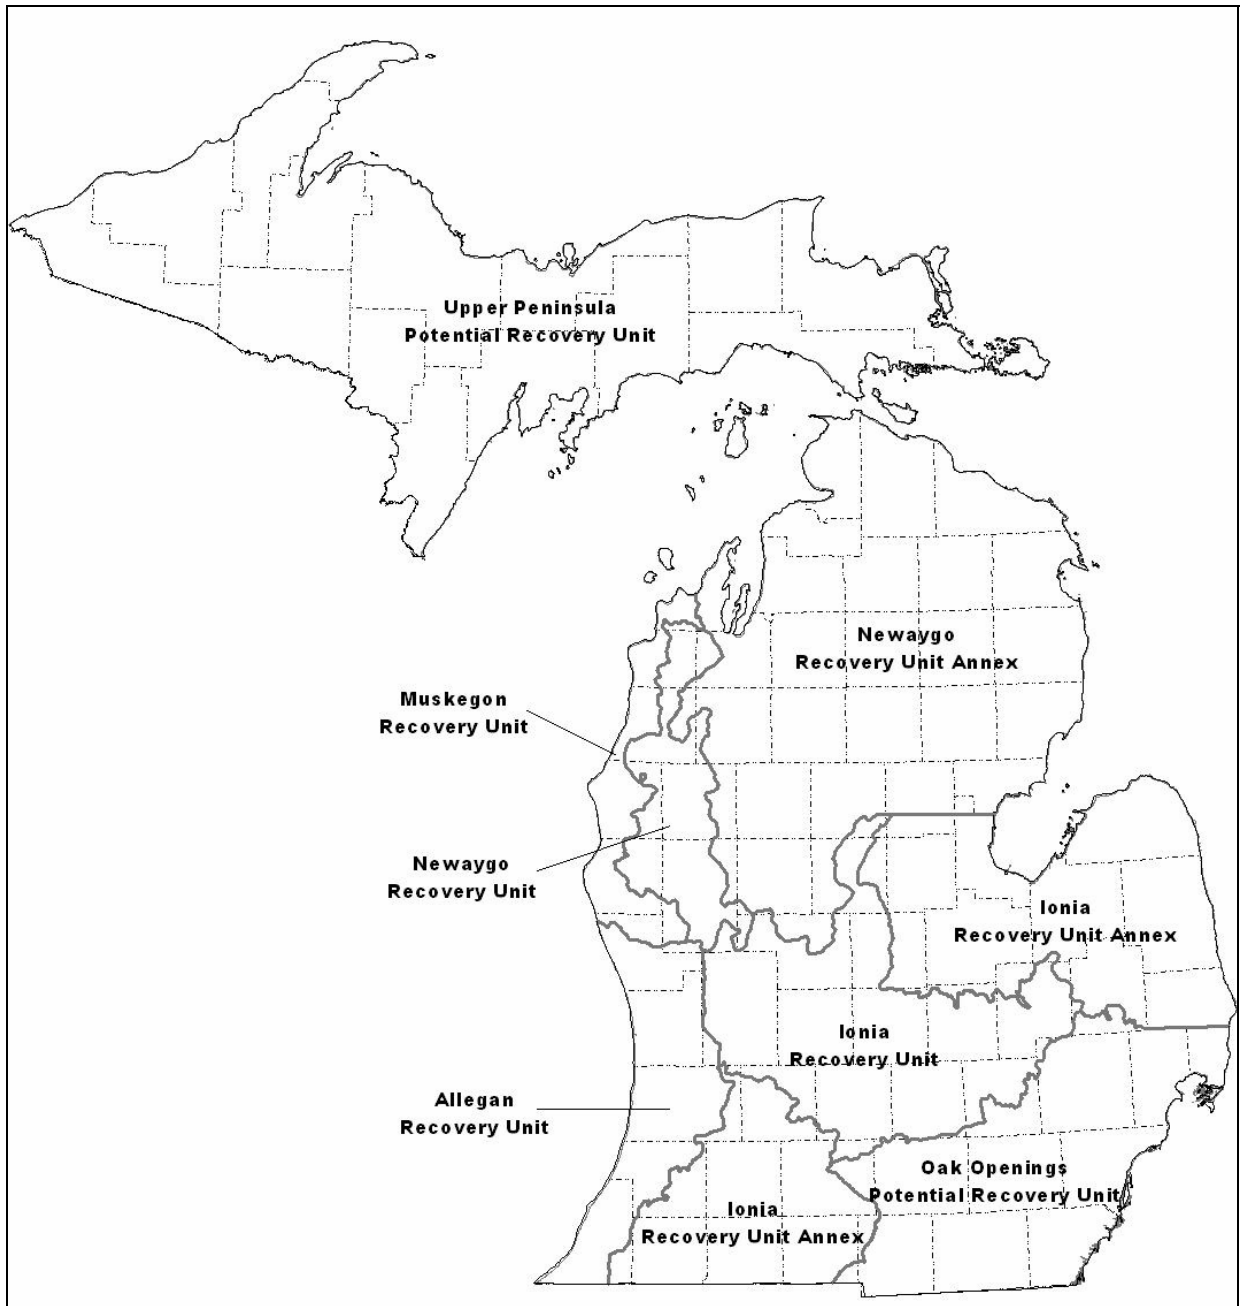 Upper Peninsula
Potential Recovery Unit
Newaygo
Recovery Unit Annex
Muskegon
Recovery Unit
Newaygo
Recovery Unit
Ionia
Recovery Unit Annex
Ionia
Recovery Unit
Allegan
Recovery Unit
Oak Openings
Potential Recovery Unit
Ionia
Recovery Unit Annex